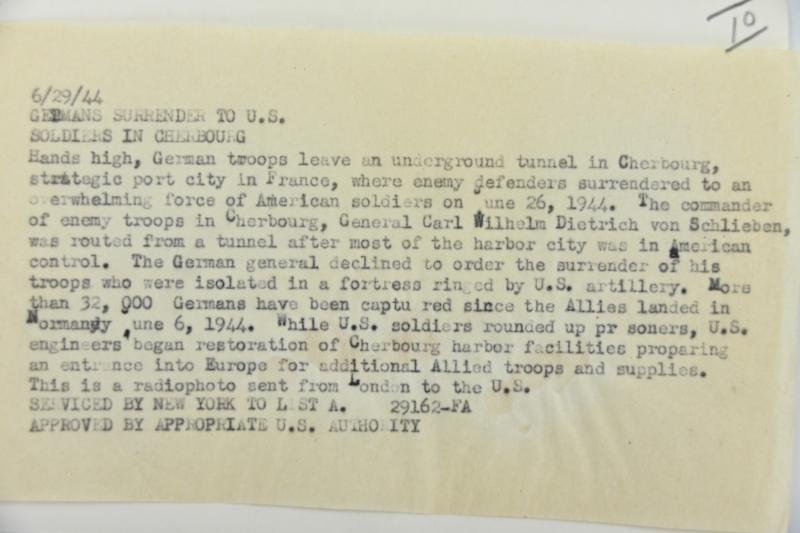 10
6/29/44
GERMANS SURRENDER TO U.S.
SOLDIERS IN CHERBOURG
Hands high, German troops leave an underground tunnel in Cherbourg,
strategic port city in France, where enemy defenders surrendered to an
overwhelming force of American soldiers on June 26, 1944. The commander
of enemy troops in Cherbourg, General Carl Wilhelm Dietrich von Schlieben,
was routed from a tunnel after most of the harbor city was in American
control. The German general declined to order the surrender of his
troops who were isolated in a fortress ringed by U.S. artillery. More
than 32, 000 Germans have been captu red since the Allies landed in
Normandy June 6, 1944. While U.S. soldiers rounded up pr soners, U.S.
engineers began restoration of Cherbourg harbor facilities proparing
an entrance into Europe for additional Allied troops and supplies.
This is a radiophoto sent from London to the U.S.
SERVICED BY NEW YORK TO LIST A. 29162-FA
APPROVED BY APPROPRIATE U.S. AUTHORITY